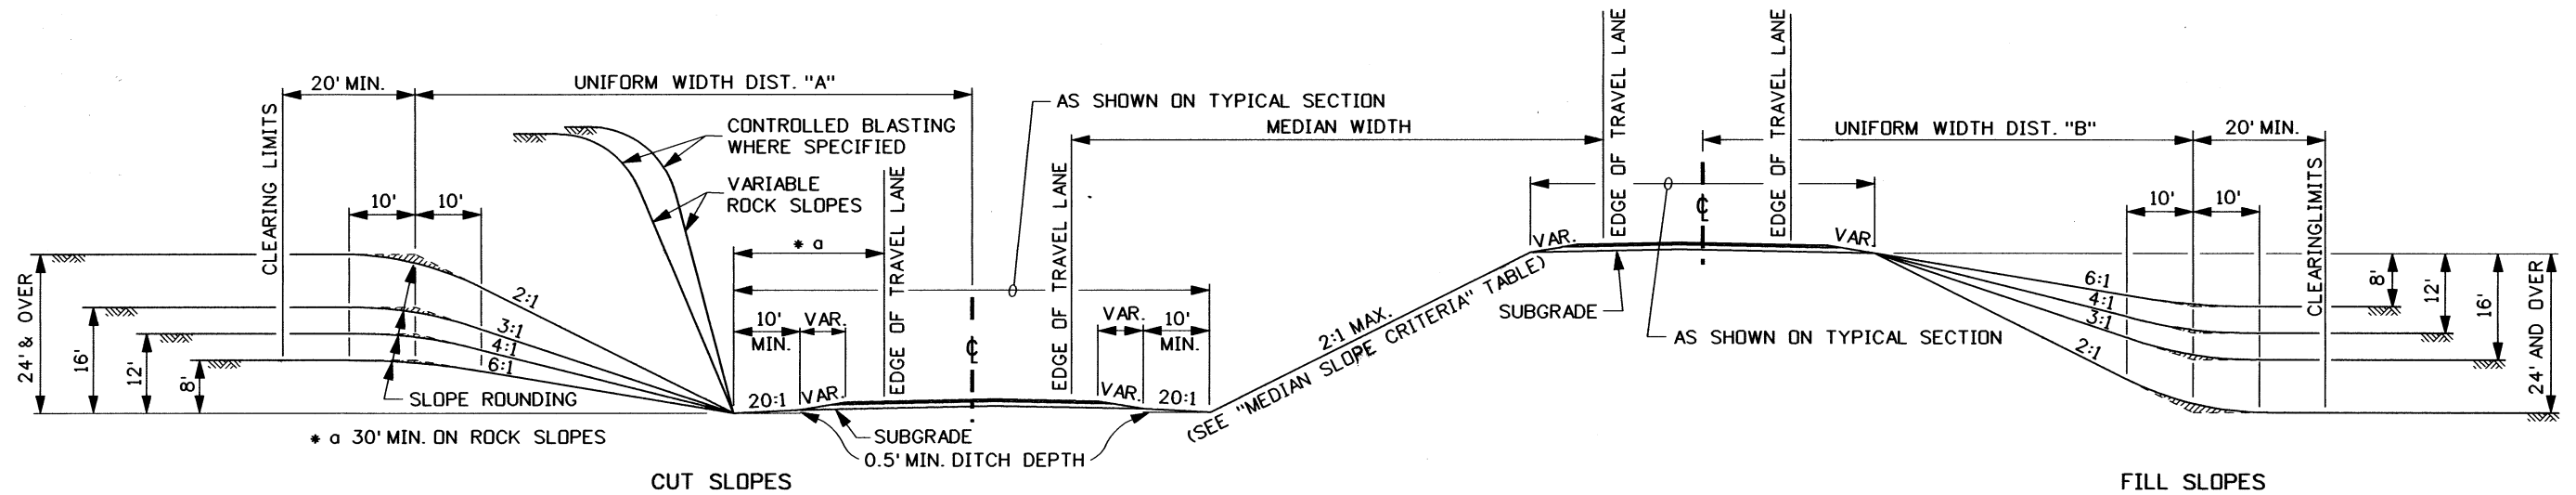 20' MIN.
UNIFORM WIDTH DIST. "A"
AS SHOWN ON TYPICAL SECTION
MEDIAN WIDTH
UNIFORM WIDTH DIST. "B"
20' MIN.
CLEARING LIMITS
CONTROLLED BLASTING
WHERE SPECIFIED
VARIABLE
ROCK SLOPES
EDGE OF TRAVEL LANE
EDGE OF TRAVEL LANE
EDGE OF TRAVEL LANE
EDGE OF TRAVEL LANE
CLEARINGLIMITS
10'
10'
10'
10'
* a
℄
VAR.
VAR.
24' & OVER
16'
12'
8'
2:1
3:1
4:1
6:1
10'
MIN.
VAR.
℄
VAR.
10'
MIN.
2:1 MAX.
(SEE "MEDIAN SLOPE CRITERIA" TABLE)
SUBGRADE
AS SHOWN ON TYPICAL SECTION
6:1
4:1
3:1
2:1
8'
12'
16'
24' AND OVER
SLOPE ROUNDING
20:1
VAR.
VAR.
20:1
* a 30' MIN. ON ROCK SLOPES
SUBGRADE
0.5' MIN. DITCH DEPTH
CUT SLOPES
FILL SLOPES